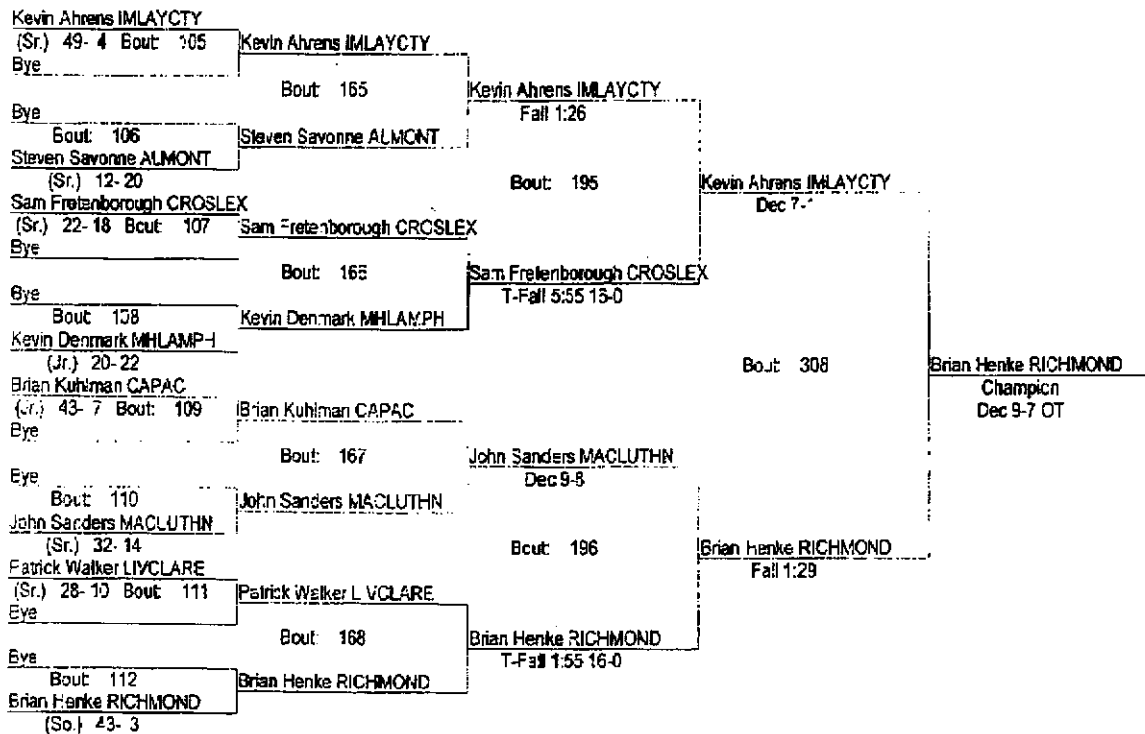 Kevin Ahrens IMLAYCTY
(Sr.) 49- 4 Bout: 105
Bye
Bye
Bout: 106
Steven Savonne ALMONT
(Sr.) 12- 20
Sam Fretenborough CROSLEX
(Sr.) 22- 18 Bout: 107
Bye
Bye
Bout: 108
Kevin Denmark MHLAMPH
(Jr.) 20- 22
Brian Kuhlman CAPAC
(Jr.) 43- 7 Bout: 109
Bye
Bye
Bout: 110
John Sanders MACLUTHN
(Sr.) 32- 14
Patrick Walker LIVCLARE
(Sr.) 28- 10 Bout: 111
Bye
Bye
Bout: 112
Brian Henke RICHMOND
(So.) 43- 3
Kevin Ahrens IMLAYCTY
Bout: 165
Steven Savonne ALMONT
Sam Fretenborough CROSLEX
Bout: 166
Kevin Denmark MHLAMPH
Brian Kuhlman CAPAC
Bout: 167
John Sanders MACLUTHN
Patrick Walker LIVCLARE
Bout: 168
Brian Henke RICHMOND
Kevin Ahrens IMLAYCTY
Fall 1:26
Bout: 195
Sam Fretenborough CROSLEX
T-Fall 5:55
John Sanders MACLUTHN
Dec 9-8
Bout: 196
Brian Henke RICHMOND
T-Fall 1:55 16-0
Kevin Ahrens IMLAYCTY
Dec
Bout: 308
Brian Henke RICHMOND
Fall 1:29
Brian Henke RICHMOND
Champion
Dec 9-7 OT